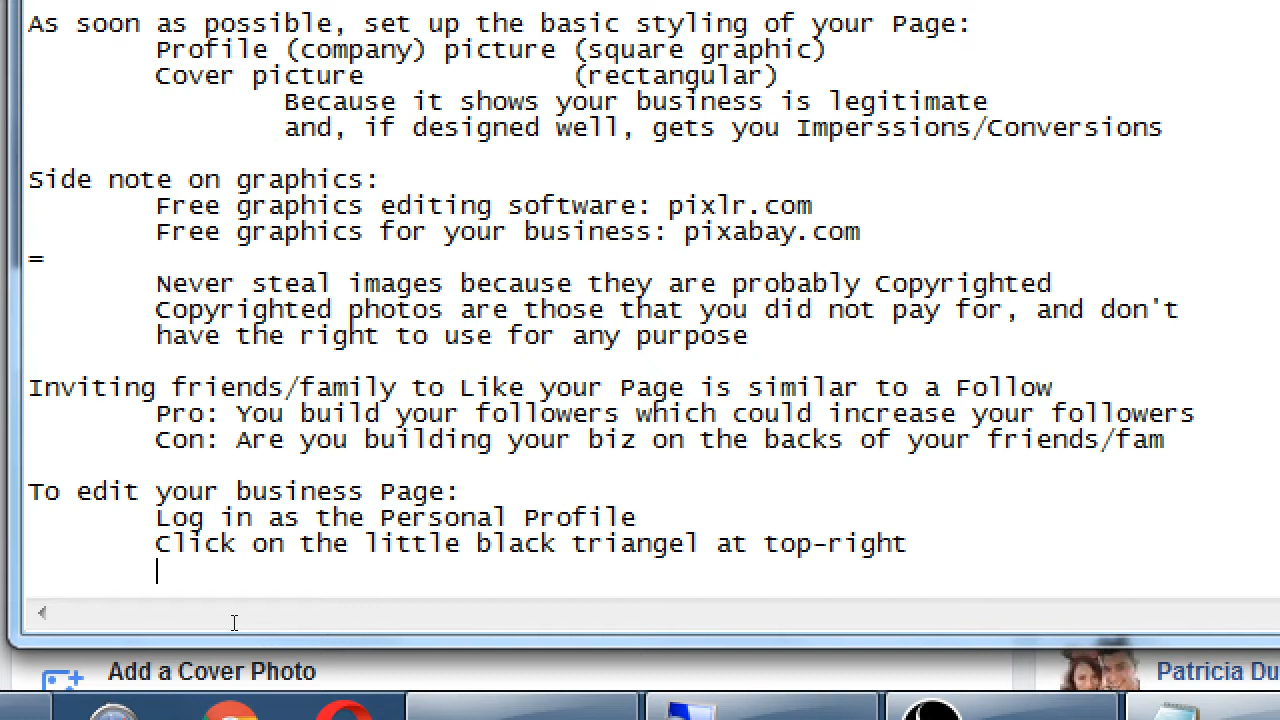 As soon as possible, set up the basic styling of your Page:
Profile (company) picture (square graphic)
Cover picture (rectangular)
Because it shows your business is legitimate
and, if designed well, gets you Imperssions/Conversions
Side note on graphics:
Free graphics editing software: pixlr.com
Free graphics for your business: pixabay.com
=
Never steal images because they are probably Copyrighted
Copyrighted photos are those that you did not pay for, and don't
have the right to use for any purpose
Inviting friends/family to Like your Page is similar to a Follow
Pro: You build your followers which could increase your followers
Con: Are you building your biz on the backs of your friends/fam
To edit your business Page:
Log in as the Personal Profile
Click on the little black triangel at top-right
Add a Cover Photo
Patricia Du